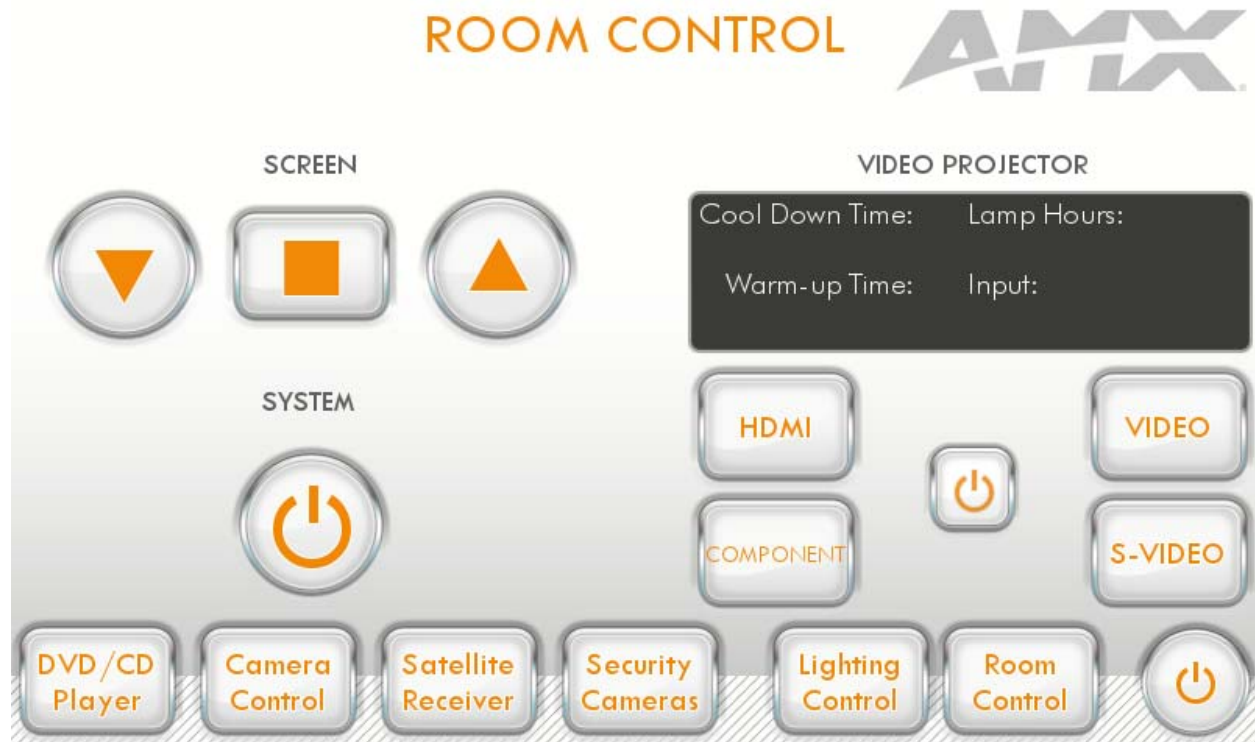 ROOM CONTROL
AMX
SCREEN
VIDEO PROJECTOR
Cool Down Time: Lamp Hours:
Warm-up Time: Input:
SYSTEM
HDMI
VIDEO
COMPONENT
S-VIDEO
DVD/CD
Player
Camera
Control
Satellite
Receiver
Security
Cameras
Lighting
Control
Room
Control